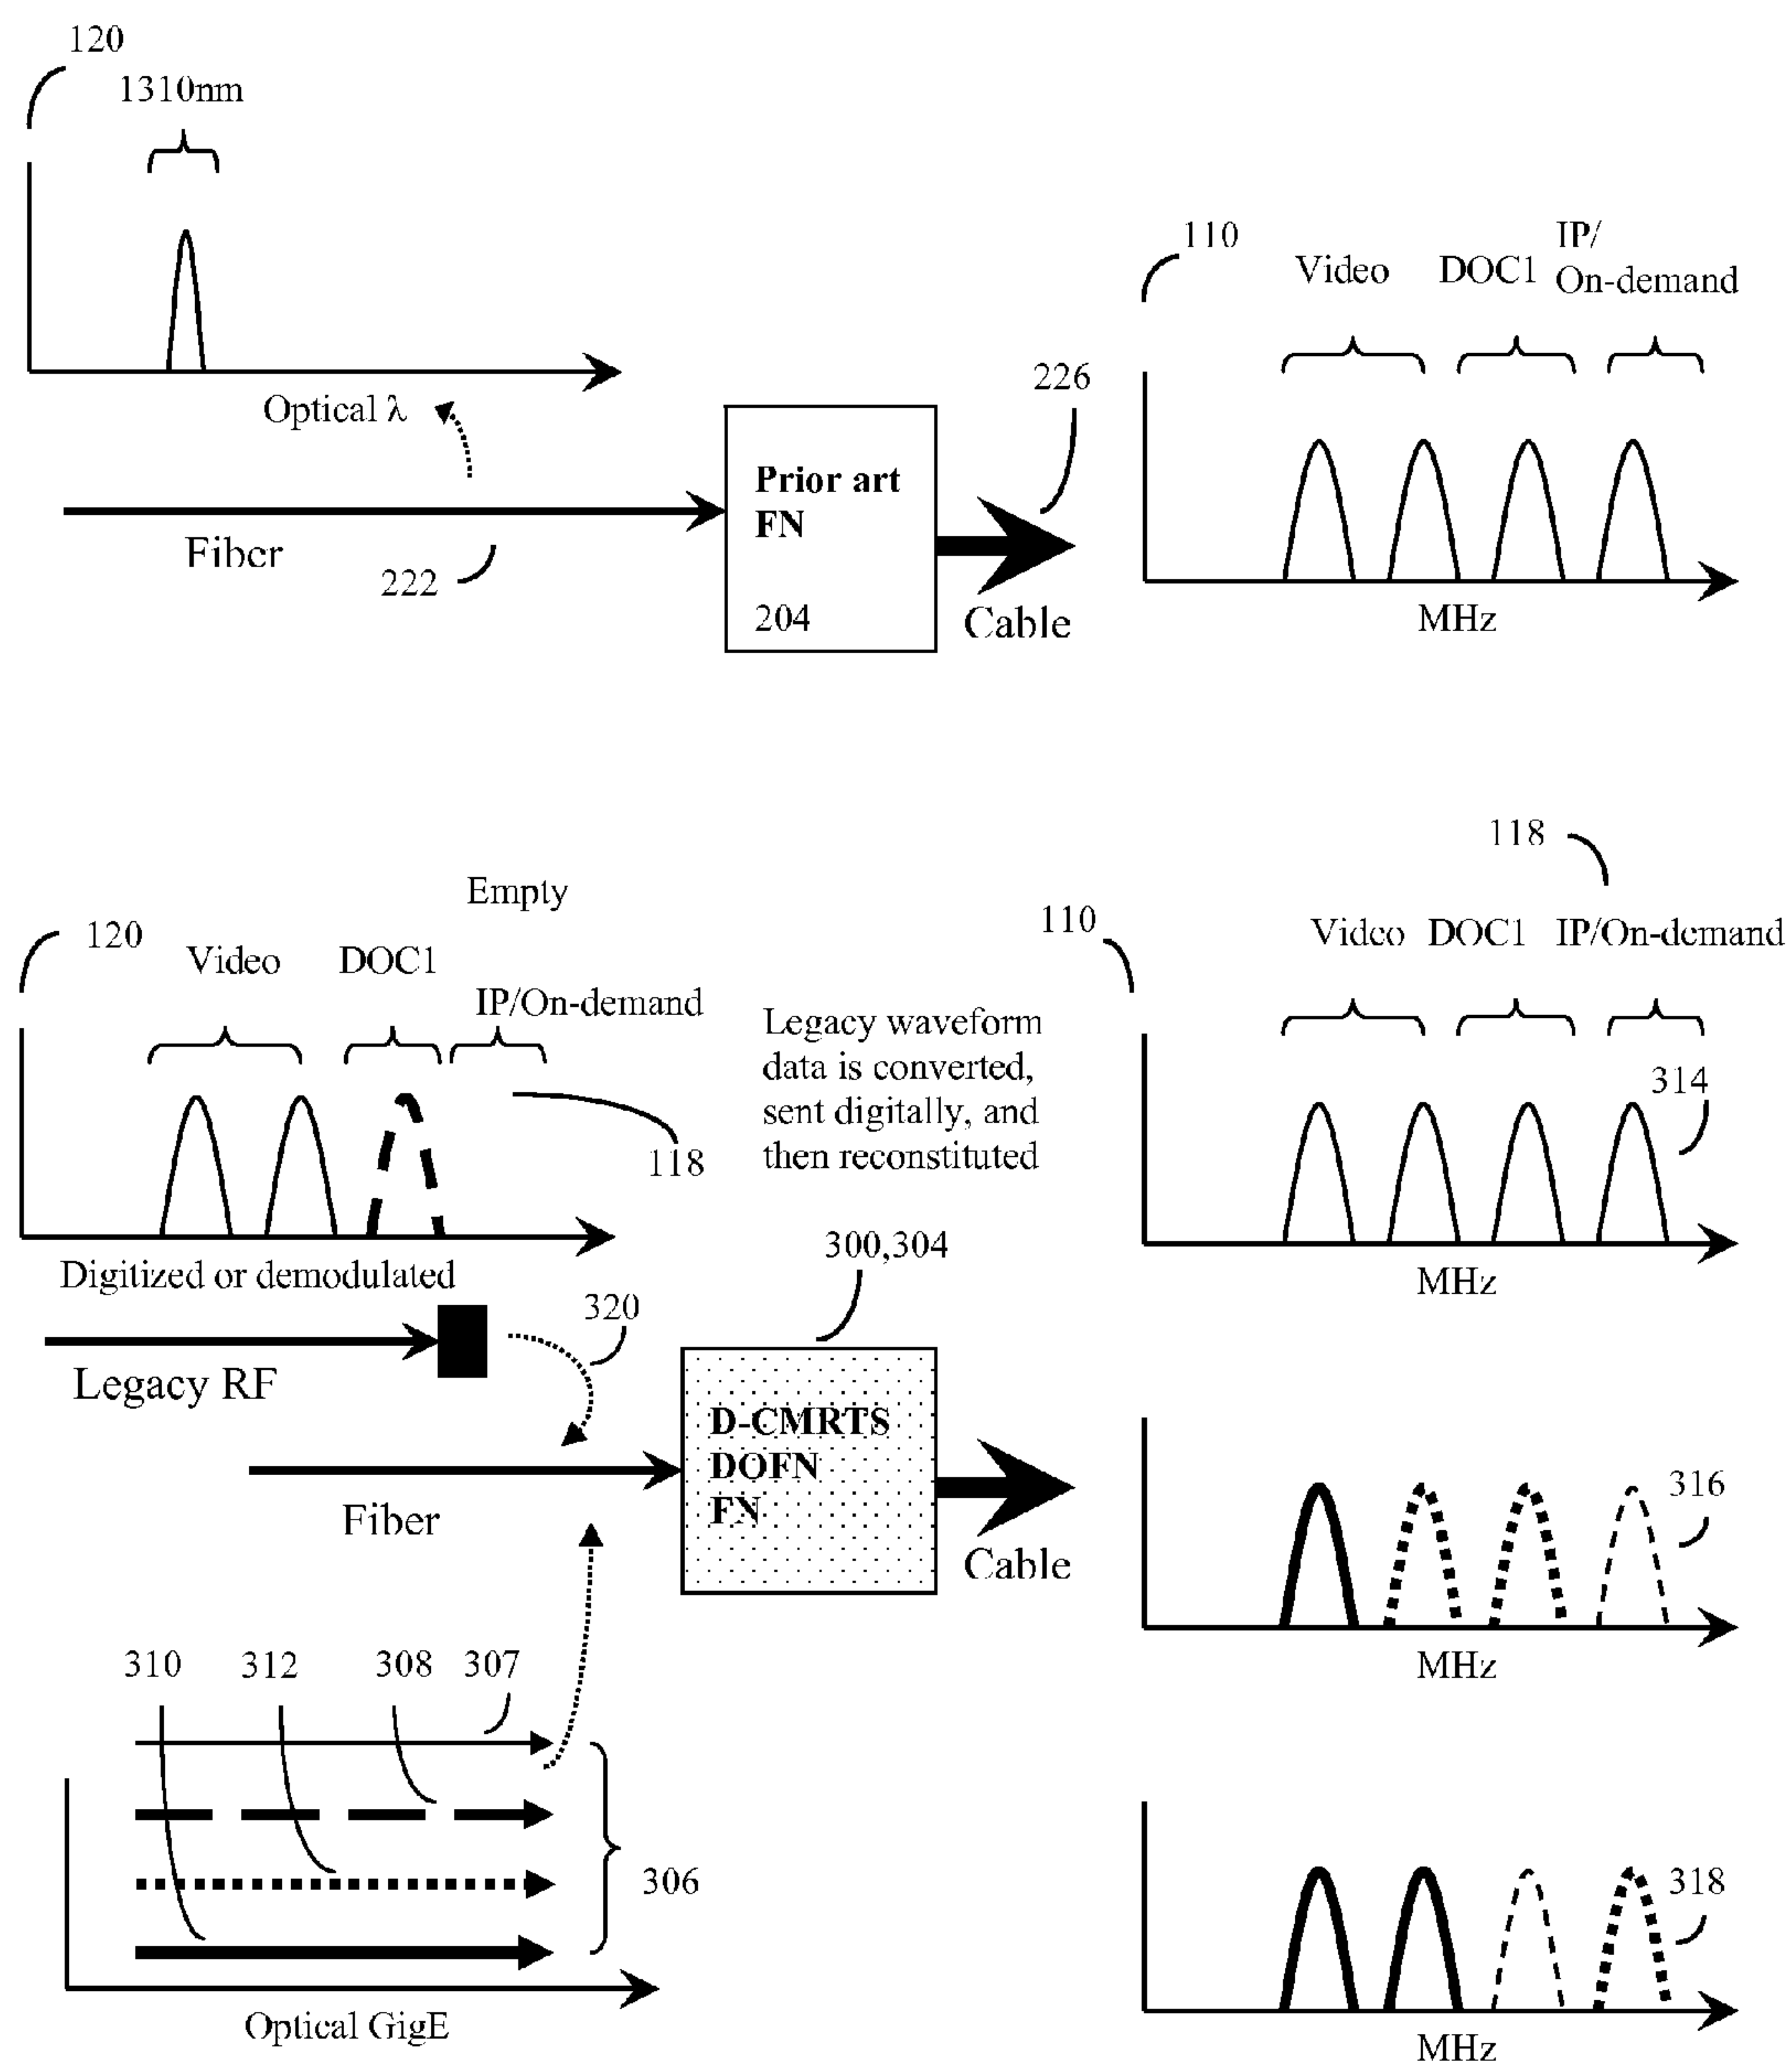 120
1310nm
Optical λ
Fiber
222
Prior art
FN
204
226
Cable
110
Video
DOC1
IP/
On-demand
MHz
120
Video
DOC1
Empty
IP/On-demand
118
Digitized or demodulated
Legacy RF
320
Legacy waveform
data is converted,
sent digitally, and
then reconstituted
300,304
D-CMRTS
DOFN
FN
Fiber
Cable
110
118
Video
DOC1
IP/On-demand
314
MHz
316
MHz
310
312
308
307
306
Optical GigE
318
MHz